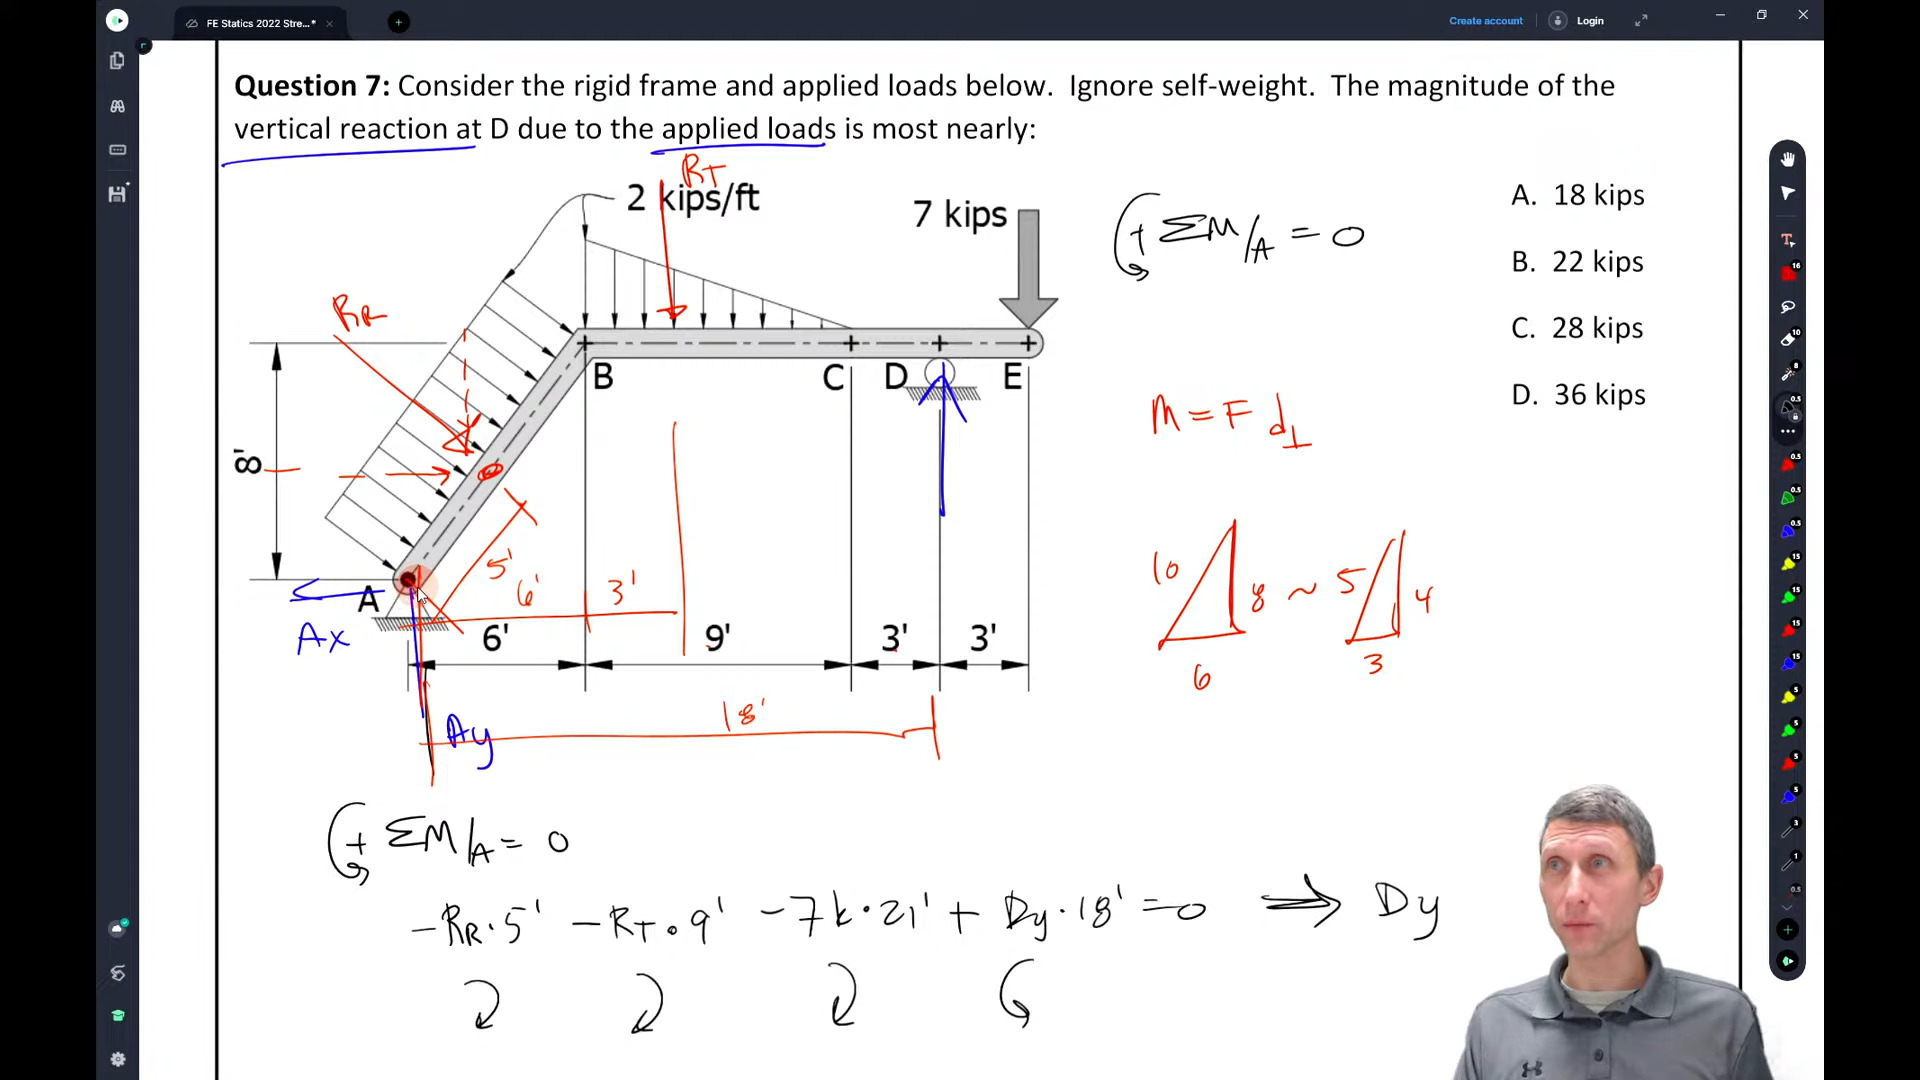 FE Statics 2022 Stre...*
Create account
Login
Question 7: Consider the rigid frame and applied loads below. Ignore self-weight. The magnitude of the
vertical reaction at D due to the applied loads is most nearly:
RT
2 kips/ft
7 kips
+ ΣM/A = 0
A. 18 kips
B. 22 kips
C. 28 kips
D. 36 kips
RR
B
C
D
E
M = F d⊥
8'
5'
6'
3'
A
Ax
6'
9'
3'
3'
10
8
~
5
4
6
3
18'
Ay
+ ΣM/A = 0
-RR·5' -RT·9' -7k·21' + Dy·18' =0 ⇒ Dy